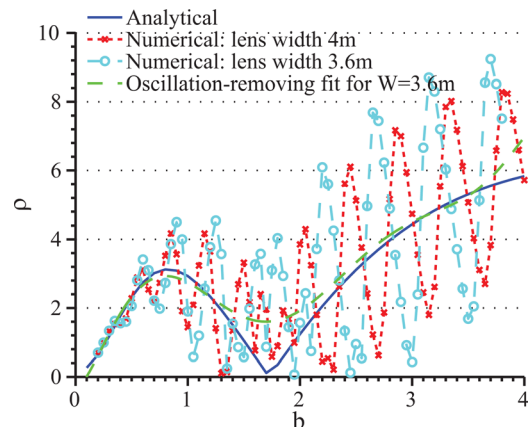 Analytical
Numerical: lens width 4m
Numerical: lens width 3.6m
Oscillation-removing fit for W=3.6m
10
8
6
4
2
0
ρ
0 1 2 3 4
b